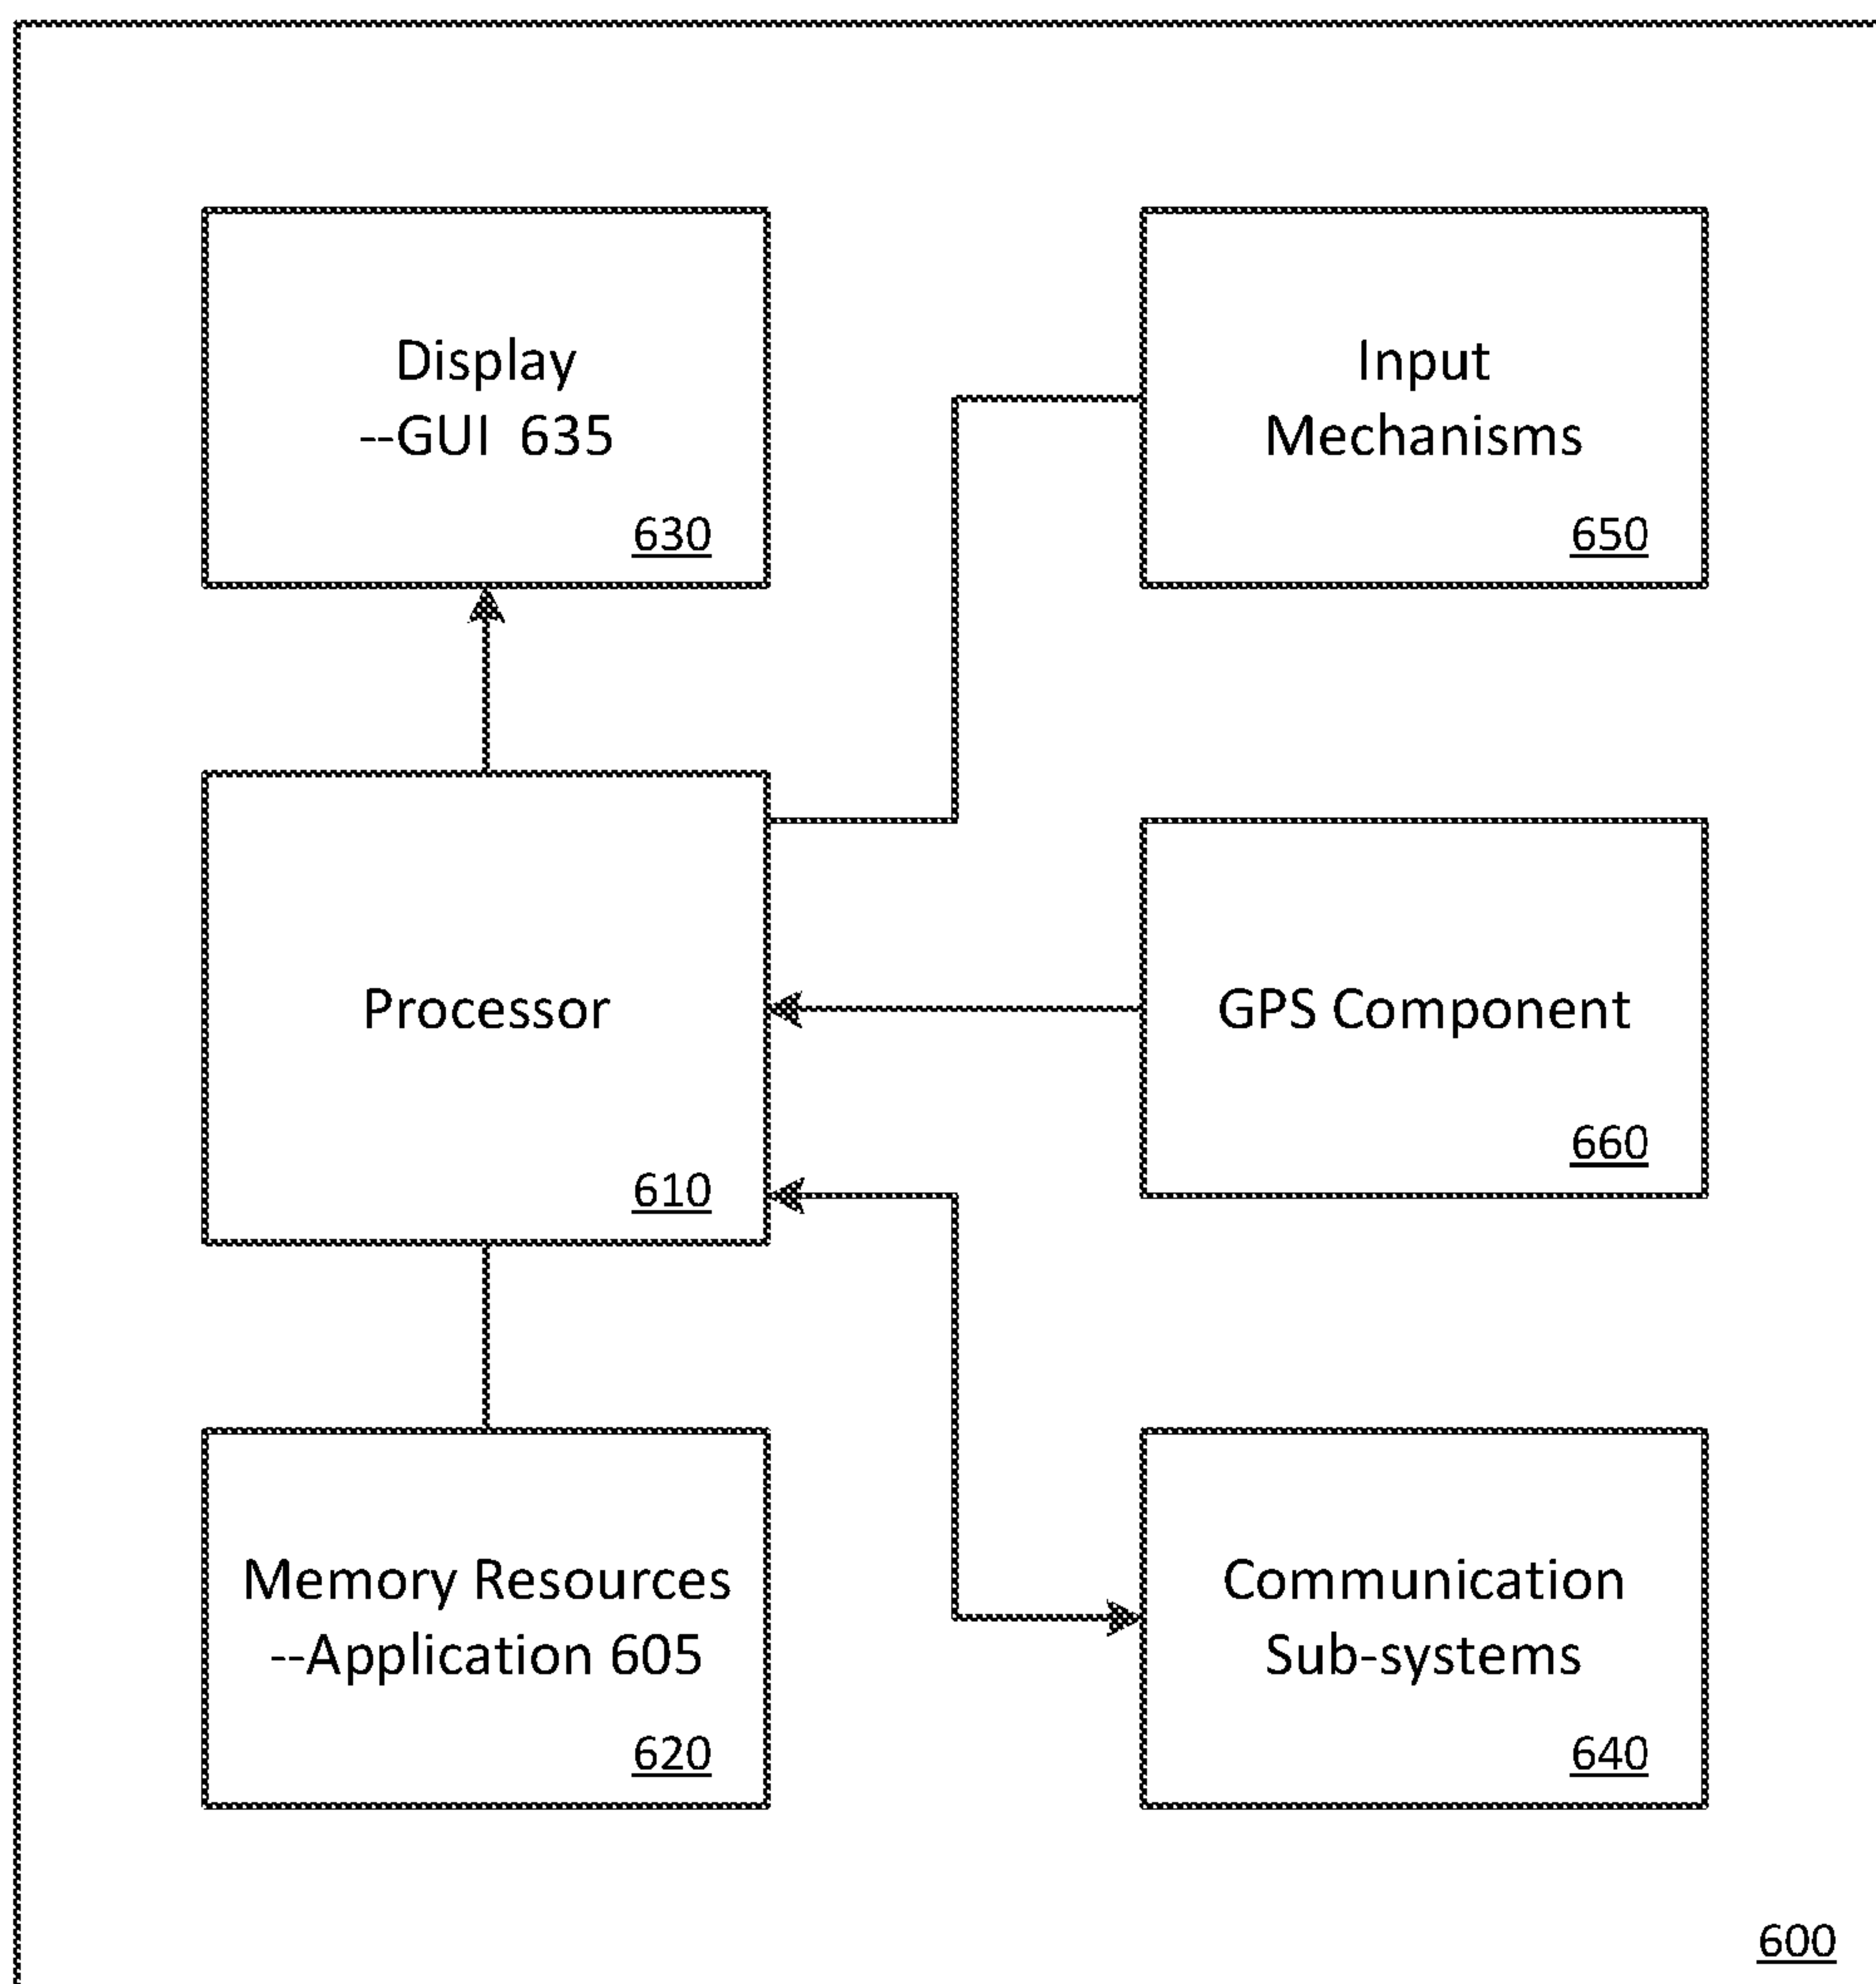 Display
--GUI 635
630
Input
Mechanisms
650
Processor
610
GPS Component
660
Memory Resources
--Application 605
620
Communication
Sub-systems
640
600